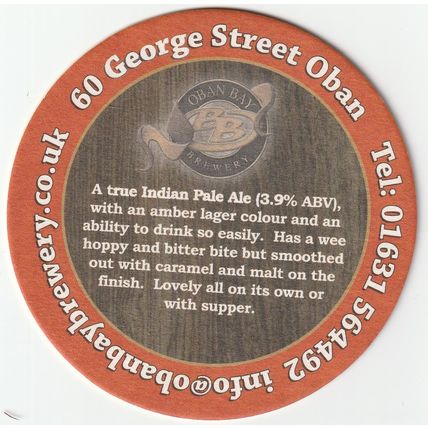 60 George Street Oban
Tel: 01631 564492
info@obanbaybrewery.co.uk
OBAN BAY
BREWERY
A true Indian Pale Ale (3.9% ABV),
with an amber lager colour and an
ability to drink so easily. Has a wee
hoppy and bitter bite but smoothed
out with caramel and malt on the
finish. Lovely all on its own or
with supper.